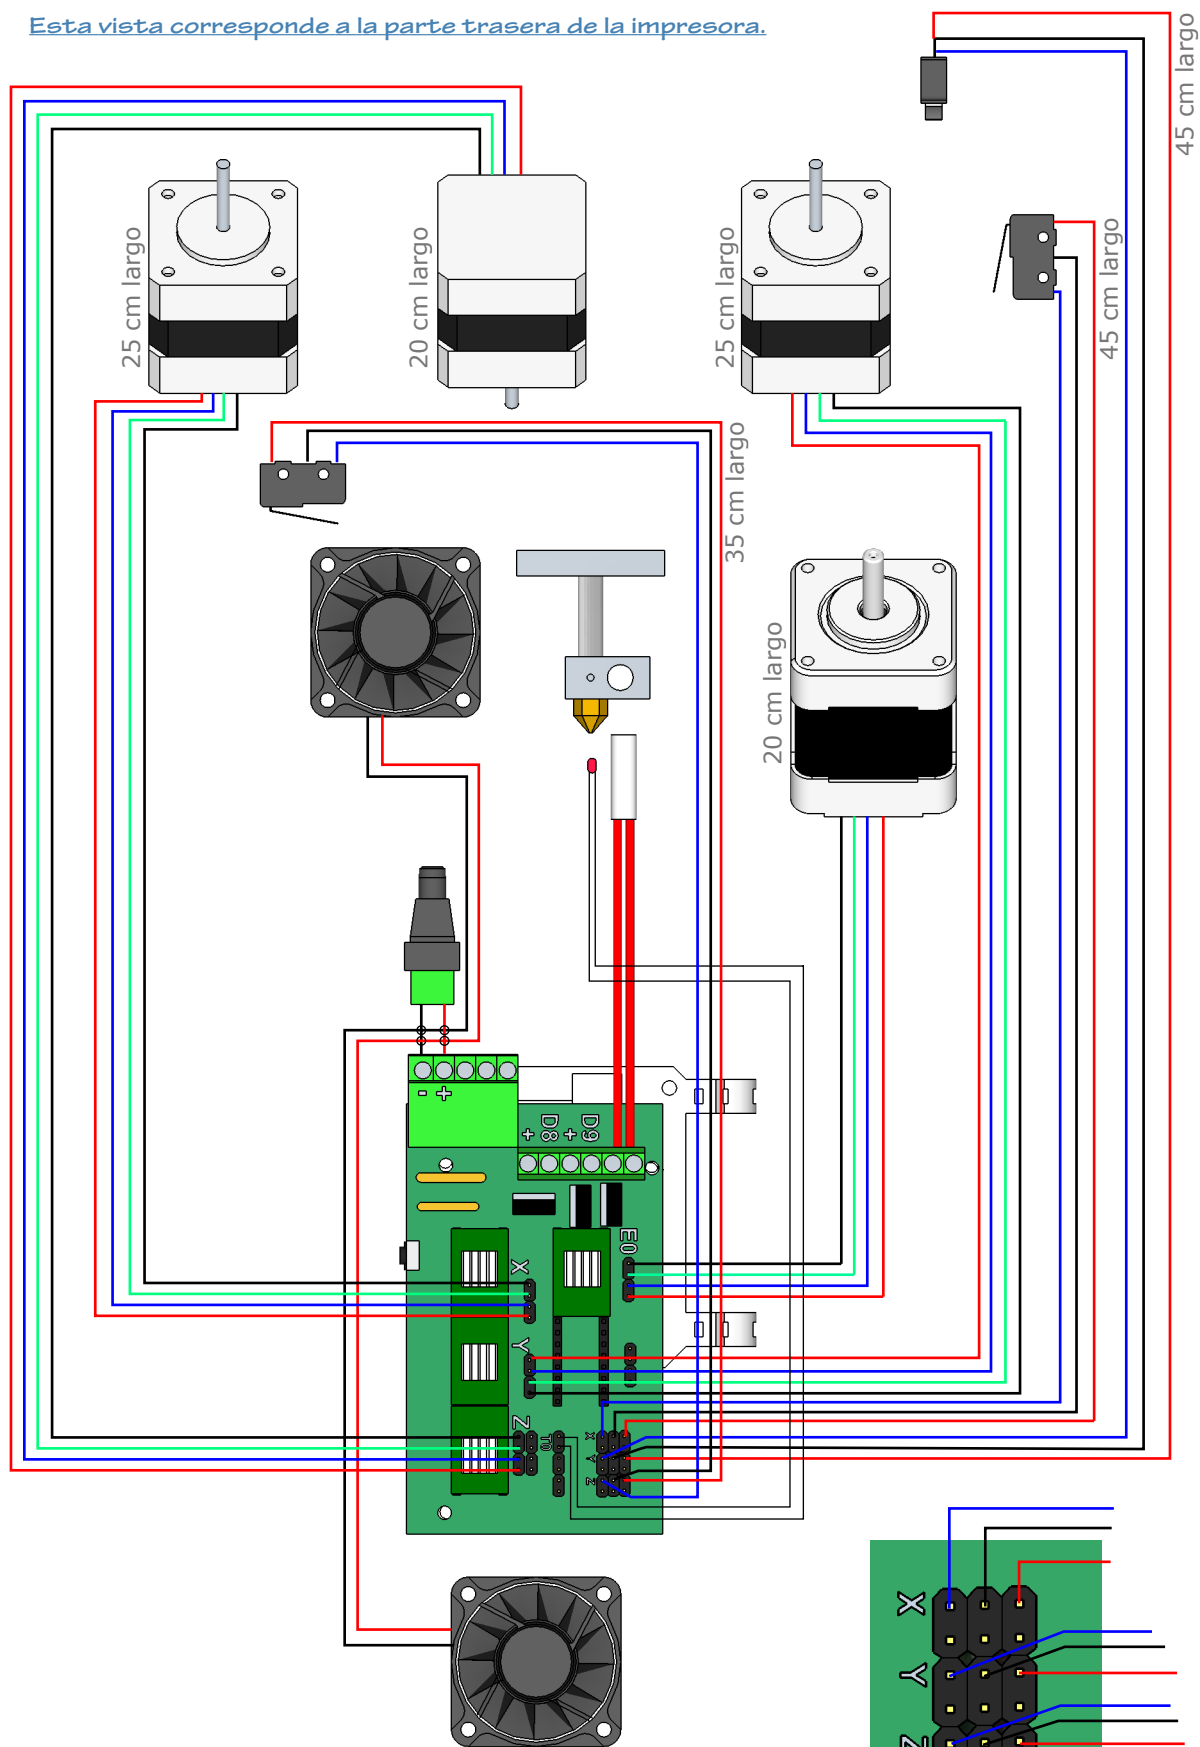 Esta vista corresponde a la parte trasera de la impresora.
45 cm largo
25 cm largo
20 cm largo
25 cm largo
45 cm largo
35 cm largo
20 cm largo
- +
+ D8 + D9
E0
X
Y
Z
T0
X
Y
Z
X
Y
Z